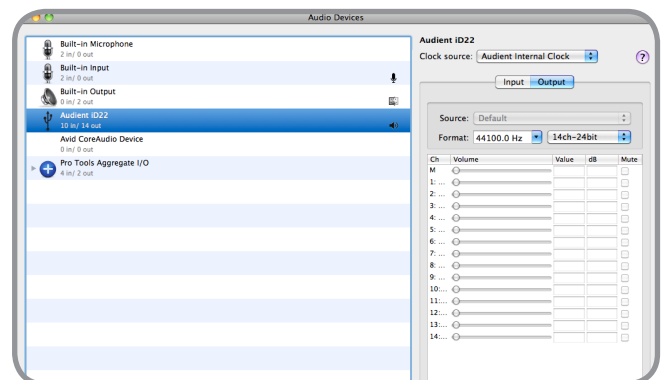 Audio Devices
Built-in Microphone
2 in/ 0 out
Built-in Input
2 in/ 0 out
Built-in Output
0 in/ 2 out
Audient iD22
10 in/ 14 out
Avid CoreAudio Device
0 in/ 0 out
Pro Tools Aggregate I/O
4 in/ 2 out
Audient iD22
Clock source: Audient Internal Clock ?
Input Output
Source: Default
Format: 44100.0 Hz 14ch-24bit
Ch Volume Value dB Mute
M
1: ...
2: ...
3: ...
4: ...
5: ...
6: ...
7: ...
8: ...
9: ...
10:...
11:...
12:...
13:...
14:...